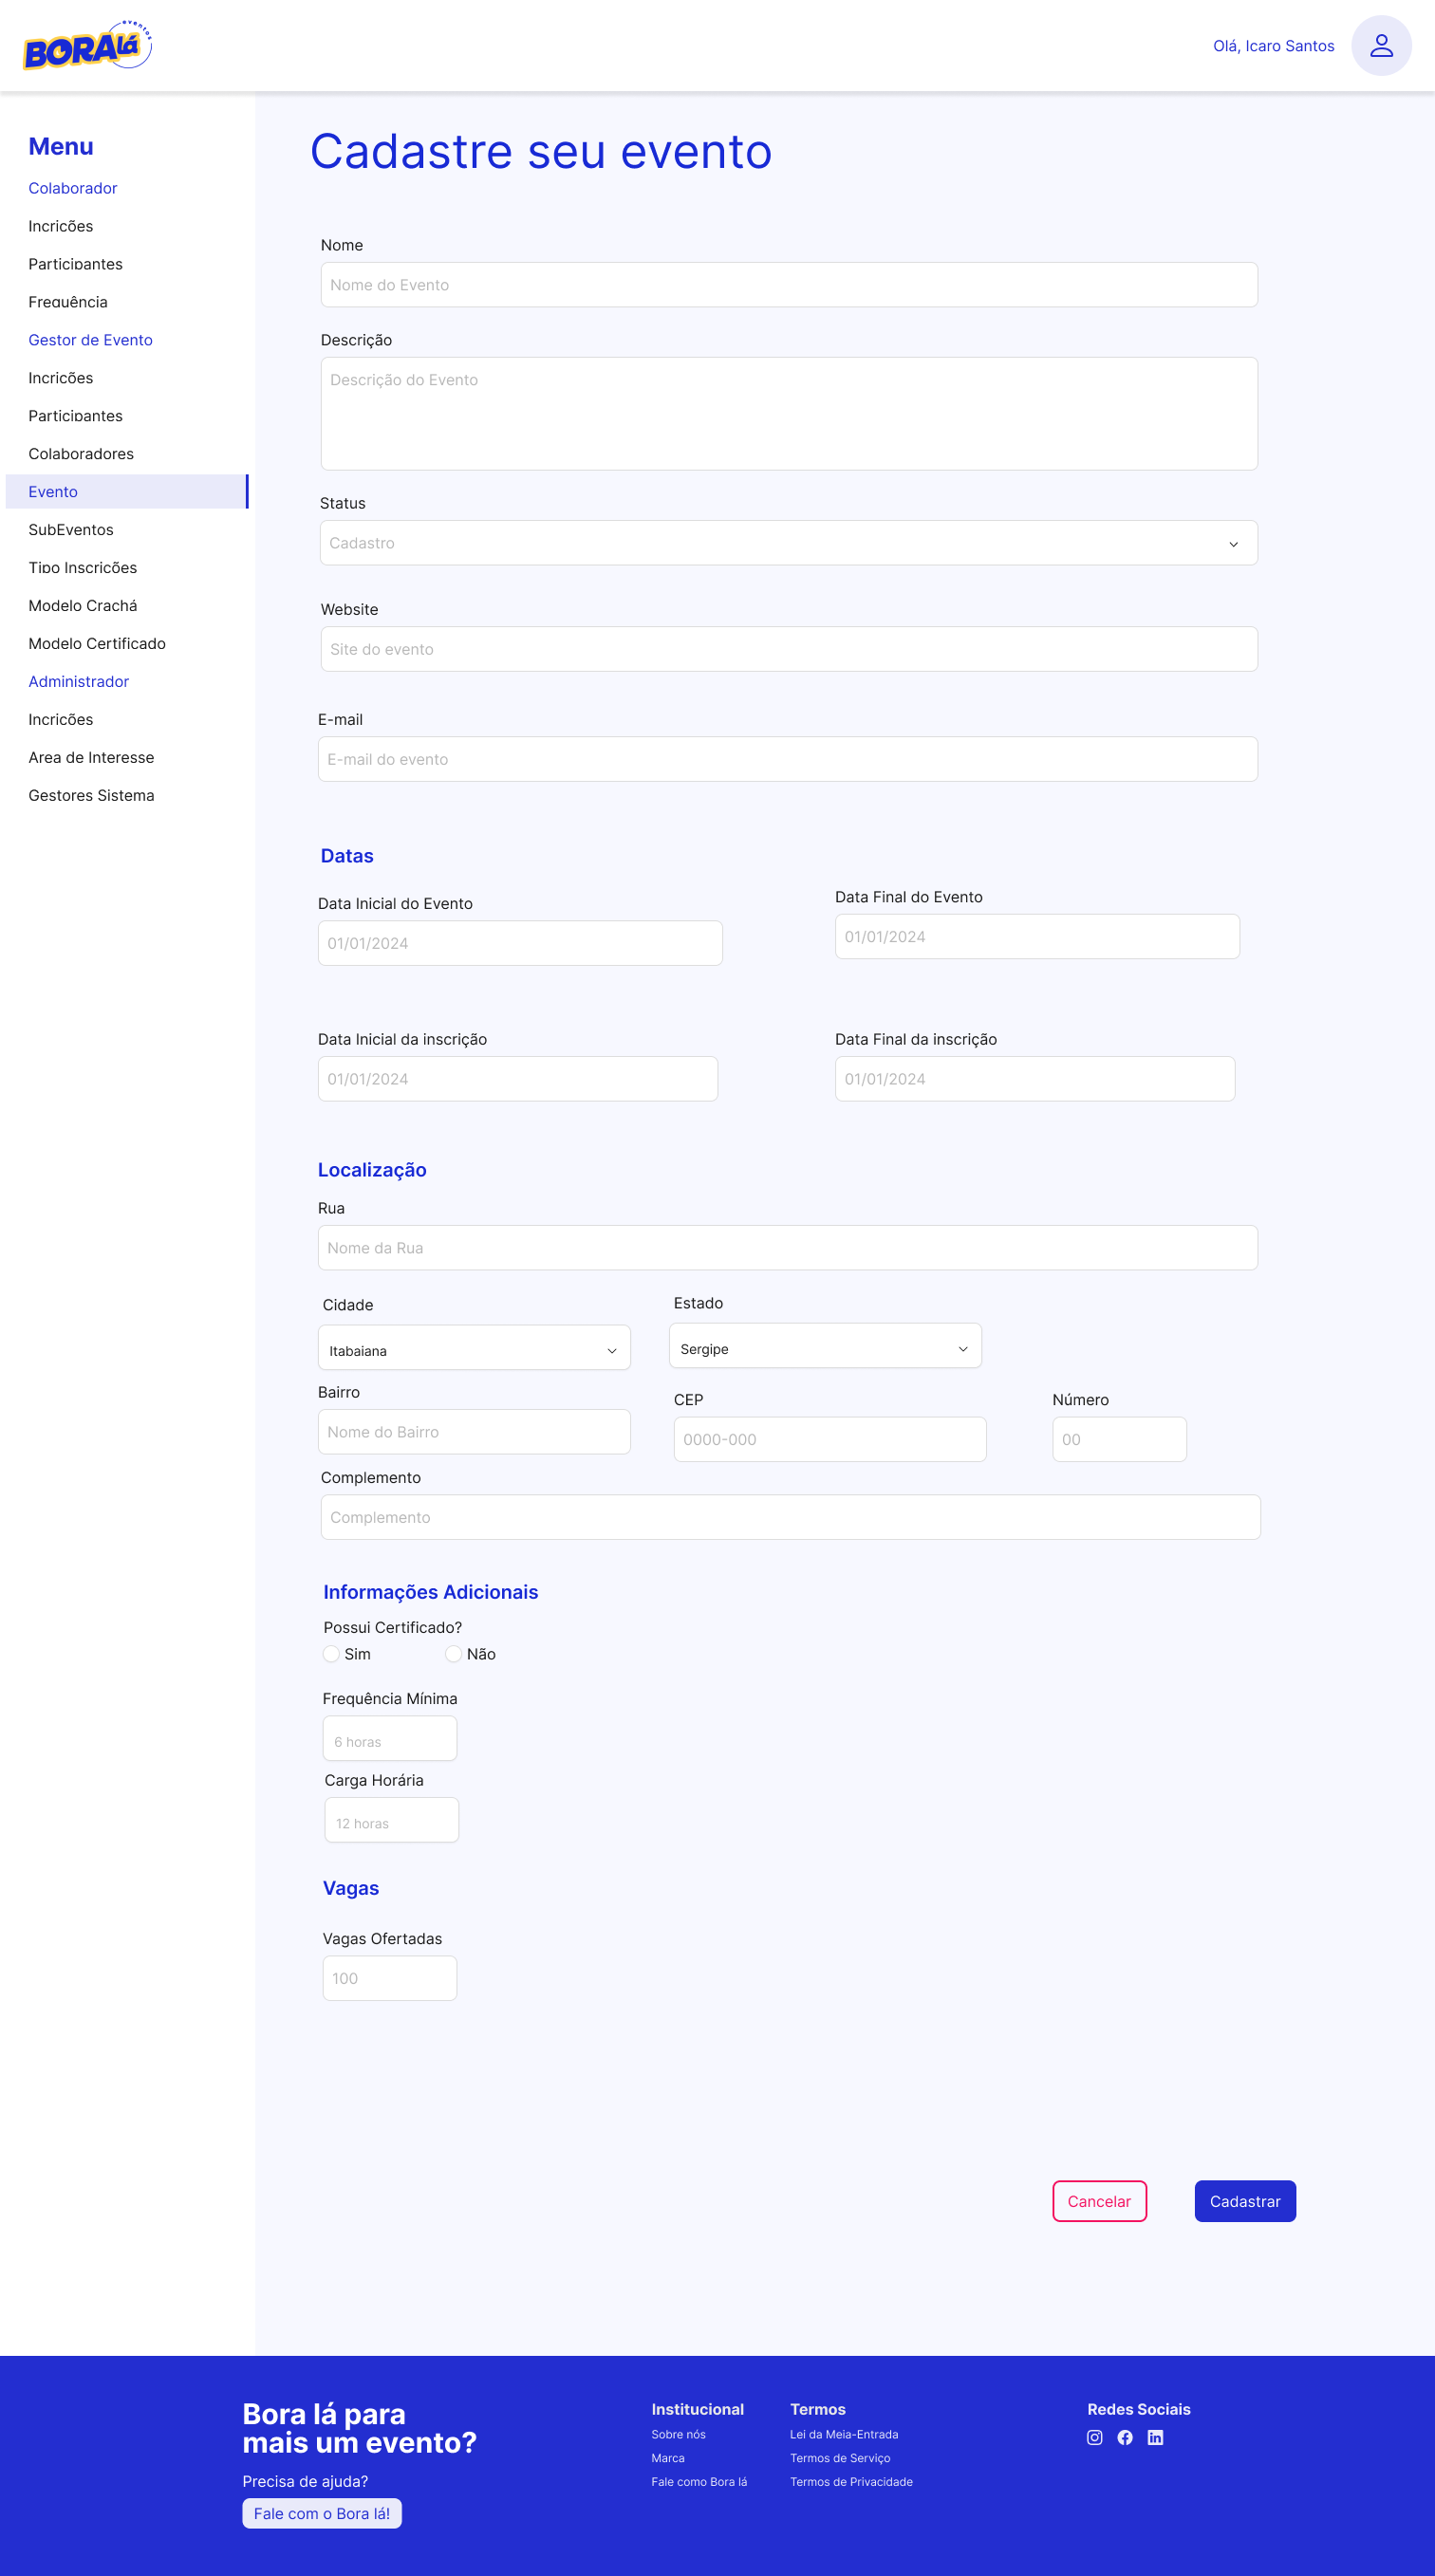 BORA lá eventos
Olá, Icaro Santos
Menu
Colaborador
Incrições
Participantes
Frequência
Gestor de Evento
Incrições
Participantes
Colaboradores
Evento
SubEventos
Tipo Inscrições
Modelo Crachá
Modelo Certificado
Administrador
Incrições
Area de Interesse
Gestores Sistema
Cadastre seu evento
Nome
Nome do Evento
Descrição
Descrição do Evento
Status
Cadastro
Website
Site do evento
E-mail
E-mail do evento
Datas
Data Inicial do Evento
Data Final do Evento
01/01/2024
01/01/2024
Data Inicial da inscrição
Data Final da inscrição
01/01/2024
01/01/2024
Localização
Rua
Nome da Rua
Cidade
Estado
Itabaiana
Sergipe
Bairro
CEP
Número
Nome do Bairro
0000-000
00
Complemento
Complemento
Informações Adicionais
Possui Certificado?
Sim
Não
Frequência Mínima
6 horas
Carga Horária
12 horas
Vagas
Vagas Ofertadas
100
Cancelar
Cadastrar
Bora lá para
mais um evento?
Precisa de ajuda?
Fale com o Bora lá!
Institucional
Sobre nós
Marca
Fale como Bora lá
Termos
Lei da Meia-Entrada
Termos de Serviço
Termos de Privacidade
Redes Sociais